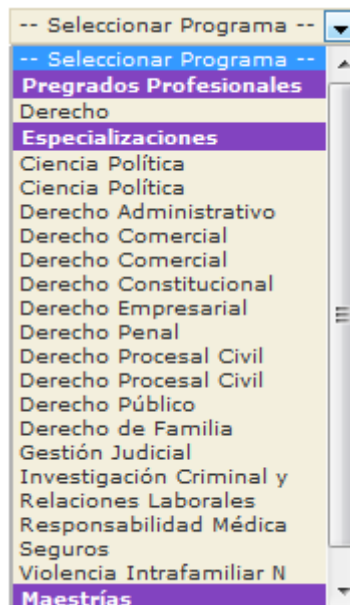 -- Seleccionar Programa --
-- Seleccionar Programa --
Pregrados Profesionales
Derecho
Especializaciones
Ciencia Política
Ciencia Política
Derecho Administrativo
Derecho Comercial
Derecho Comercial
Derecho Constitucional
Derecho Empresarial
Derecho Penal
Derecho Procesal Civil
Derecho Procesal Civil
Derecho Público
Derecho de Familia
Gestión Judicial
Investigación Criminal y
Relaciones Laborales
Responsabilidad Médica
Seguros
Violencia Intrafamiliar N
Maestrías